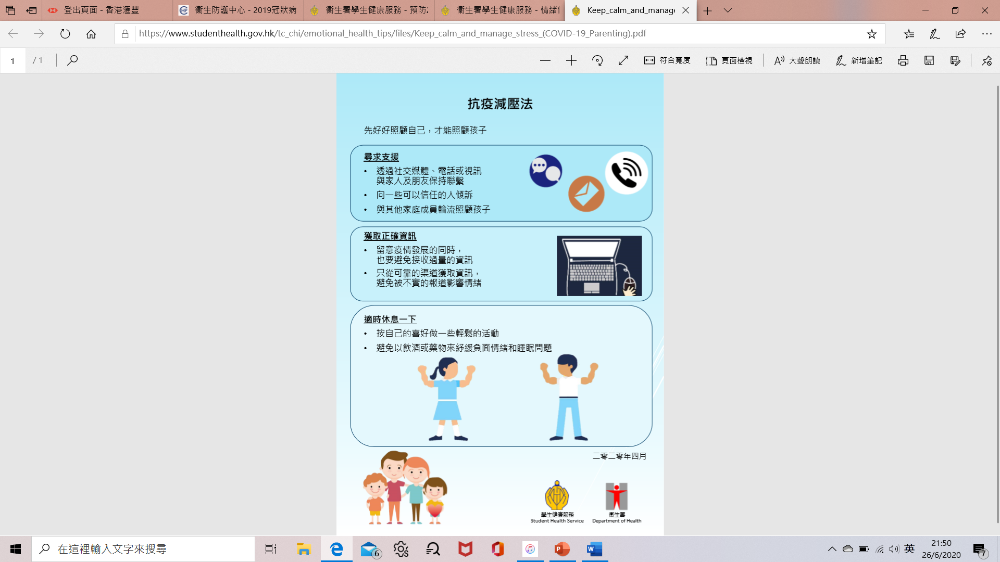 登出頁面 - 香港滙豐
衞生防護中心 - 2019冠狀病
衞生署學生健康服務 - 預防2
衞生署學生健康服務 - 情緒健
Keep_calm_and_manage
https://www.studenthealth.gov.hk/tc_chi/emotional_health_tips/files/Keep_calm_and_manage_stress_(COVID-19_Parenting).pdf
1 / 1
符合寬度
頁面檢視
大聲朗讀
新增筆記
抗疫減壓法
先好好照顧自己，才能照顧孩子
尋求支援
• 透過社交媒體、電話或視訊
與家人及朋友保持聯繫
• 向一些可以信任的人傾訴
• 與其他家庭成員輪流照顧孩子
獲取正確資訊
• 留意疫情發展的同時，
也要避免接收過量的資訊
• 只從可靠的渠道獲取資訊，
避免被不實的報道影響情緒
適時休息一下
• 按自己的喜好做一些輕鬆的活動
• 避免以飲酒或藥物來紓緩負面情緒和睡眠問題
二零二零年四月
學生健康服務
Student Health Service
衞生署
Department of Health
在這裡輸入文字來搜尋
6
英
21:50
26/6/2020
7